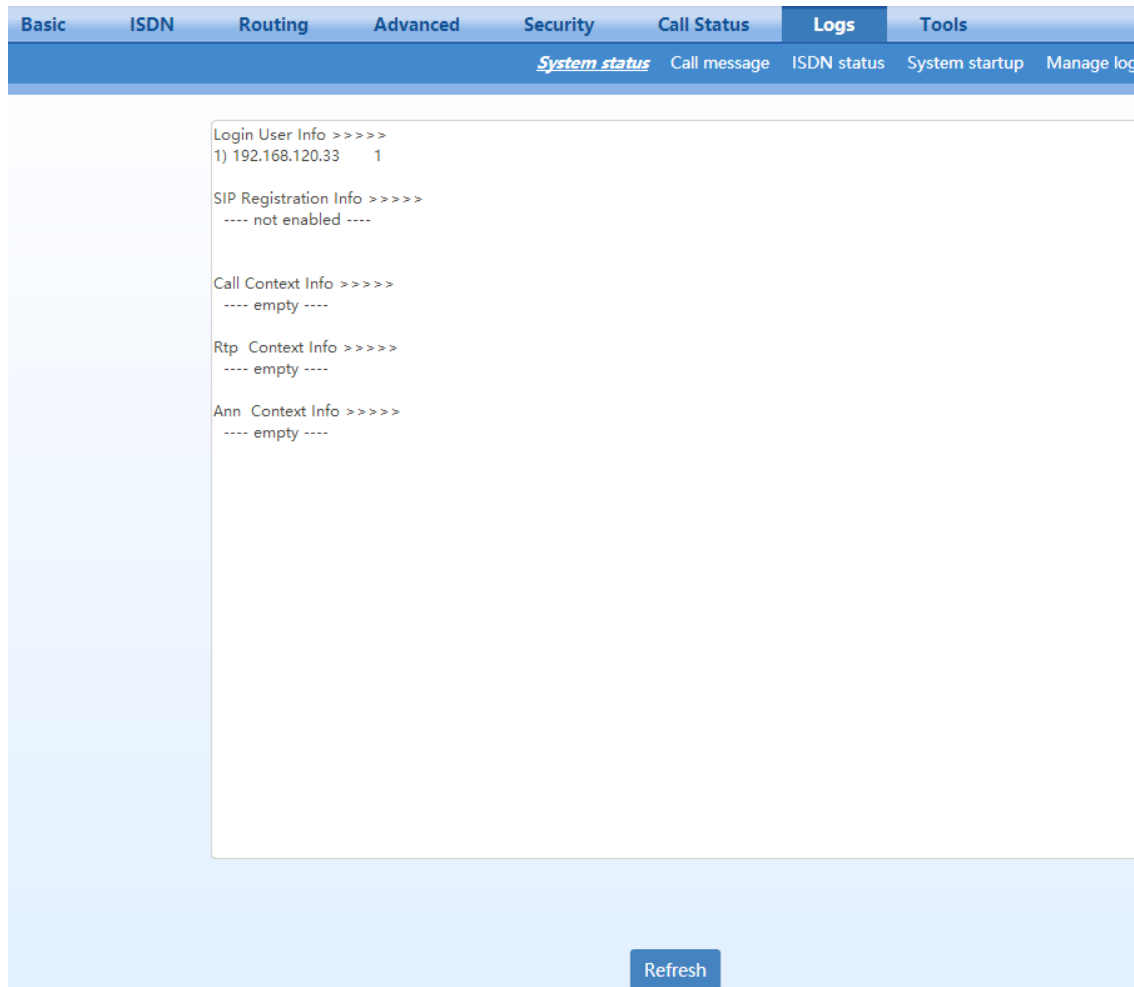 Basic ISDN Routing Advanced Security Call Status Logs Tools
System status Call message ISDN status System startup Manage log
Login User Info >>>>>
1) 192.168.120.33 1
SIP Registration Info >>>>>
---- not enabled ----
Call Context Info >>>>>
---- empty ----
Rtp Context Info >>>>>
---- empty ----
Ann Context Info >>>>>
---- empty ----
Refresh